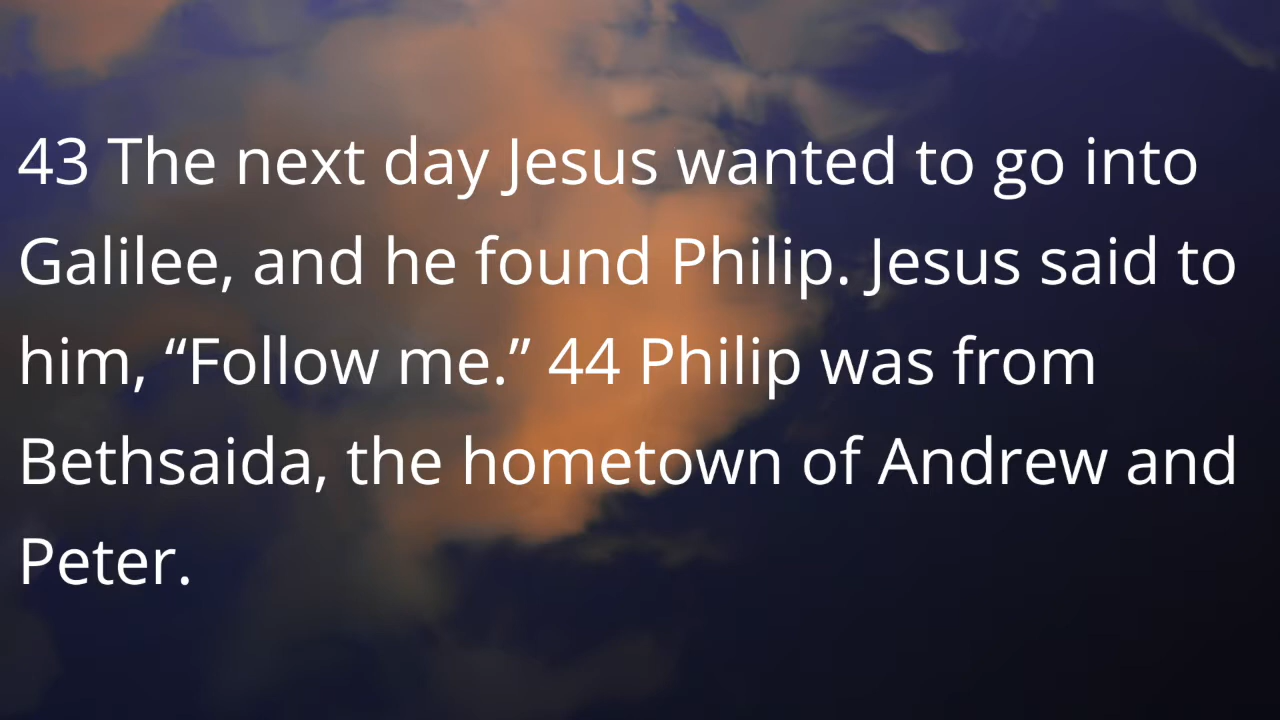 43 The next day Jesus wanted to go into
Galilee, and he found Philip. Jesus said to
him, “Follow me.” 44 Philip was from
Bethsaida, the hometown of Andrew and
Peter.